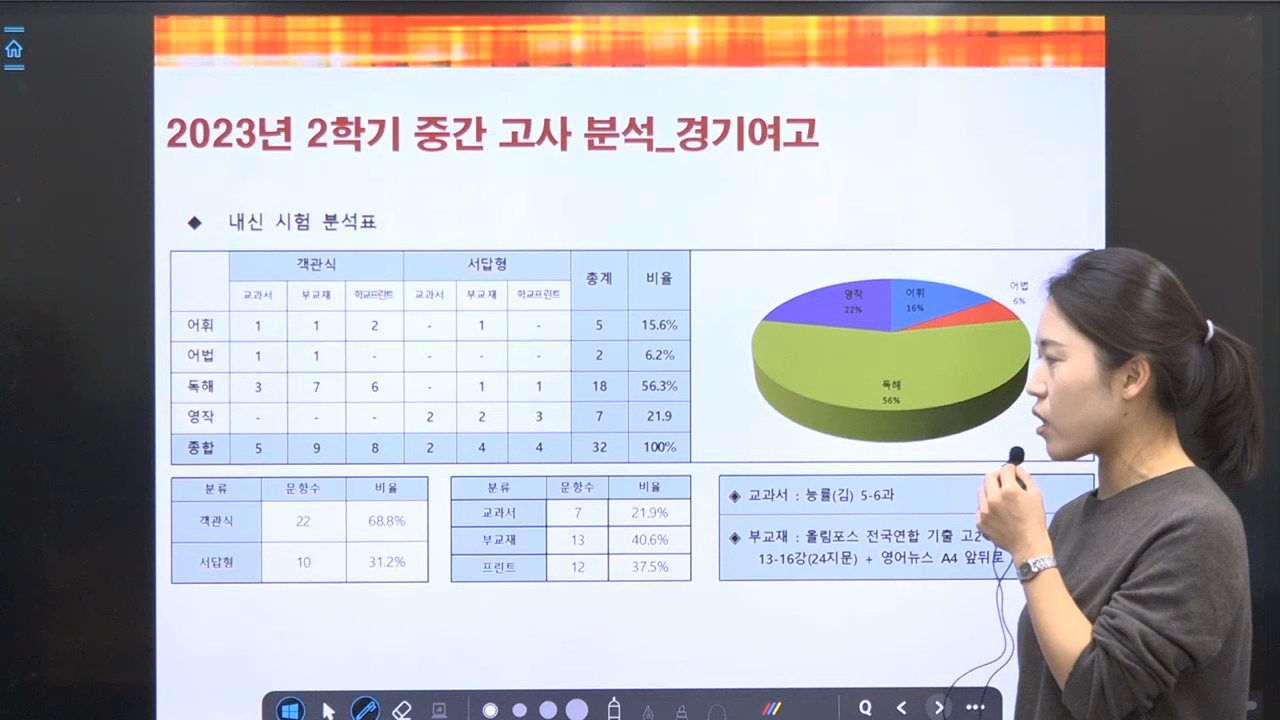 2023년 2학기 중간 고사 분석_경기여고
◆ 내신 시험 분석표
객관식 서답형 총계 비율
교과서 부교재 학교프린트 교과서 부교재 학교프린트
어휘 1 1 2 - 1 - 5 15.6%
어법 1 1 - - - - 2 6.2%
독해 3 7 6 - 1 1 18 56.3%
영작 - - - 2 2 3 7 21.9
종합 5 9 8 2 4 4 32 100%
영작 22%
어휘 16%
어법 6%
독해 56%
분류 문항수 비율
객관식 22 68.8%
서답형 10 31.2%
분류 문항수 비율
교과서 7 21.9%
부교재 13 40.6%
프린트 12 37.5%
◈ 교과서 : 능률(김) 5-6과
◈ 부교재 : 올림포스 전국연합 기출 고2
13-16강(24지문) + 영어뉴스 A4 앞뒤로